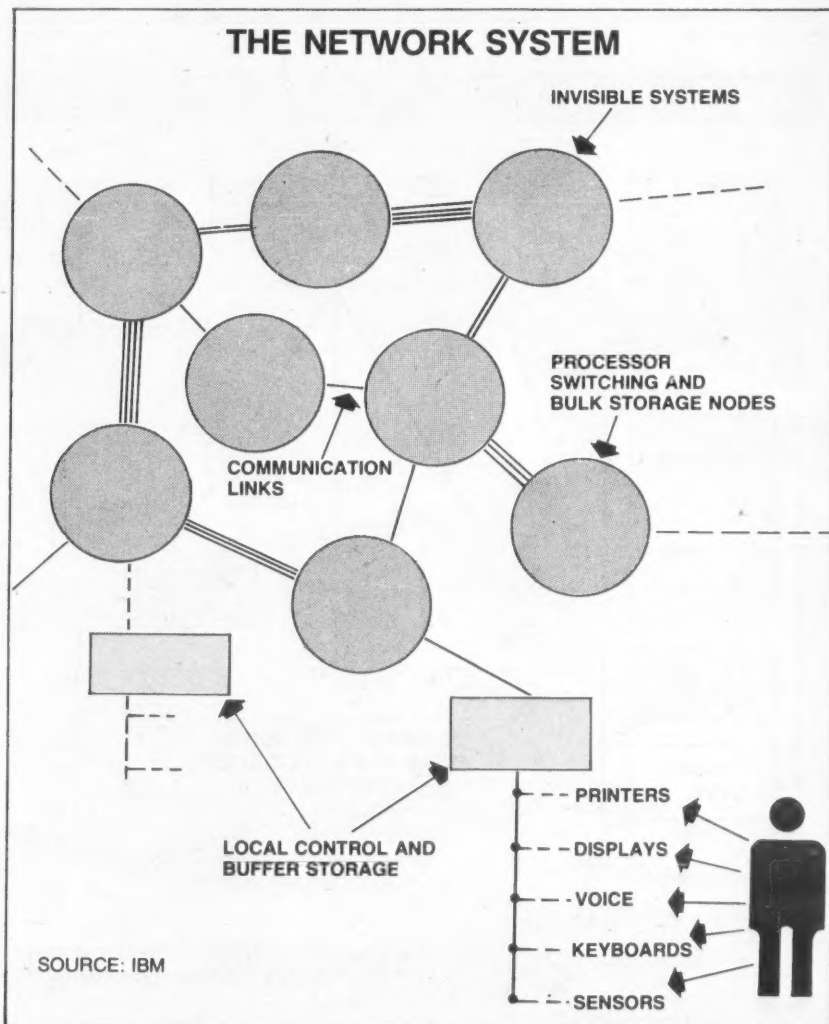 THE NETWORK SYSTEM
INVISIBLE SYSTEMS
PROCESSOR
SWITCHING AND
BULK STORAGE NODES
COMMUNICATION
LINKS
LOCAL CONTROL AND
BUFFER STORAGE
PRINTERS
DISPLAYS
VOICE
KEYBOARDS
SENSORS
SOURCE: IBM